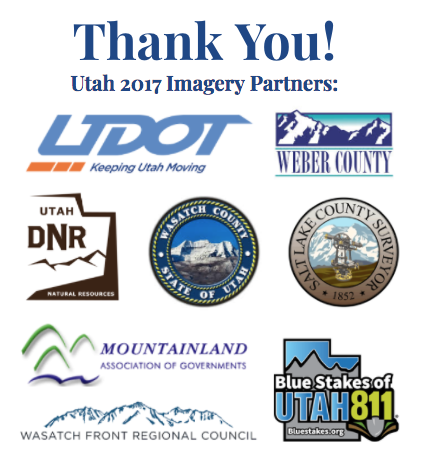 Thank You!
Utah 2017 Imagery Partners:
UDOT
Keeping Utah Moving
WEBER COUNTY
UTAH
DNR
NATURAL RESOURCES
WASATCH COUNTY
STATE OF UTAH
SALT LAKE COUNTY SURVEYOR
1852
MOUNTAINLAND
ASSOCIATION OF GOVERNMENTS
Blue Stakes of
UTAH 811
Bluestakes.org
WASATCH FRONT REGIONAL COUNCIL